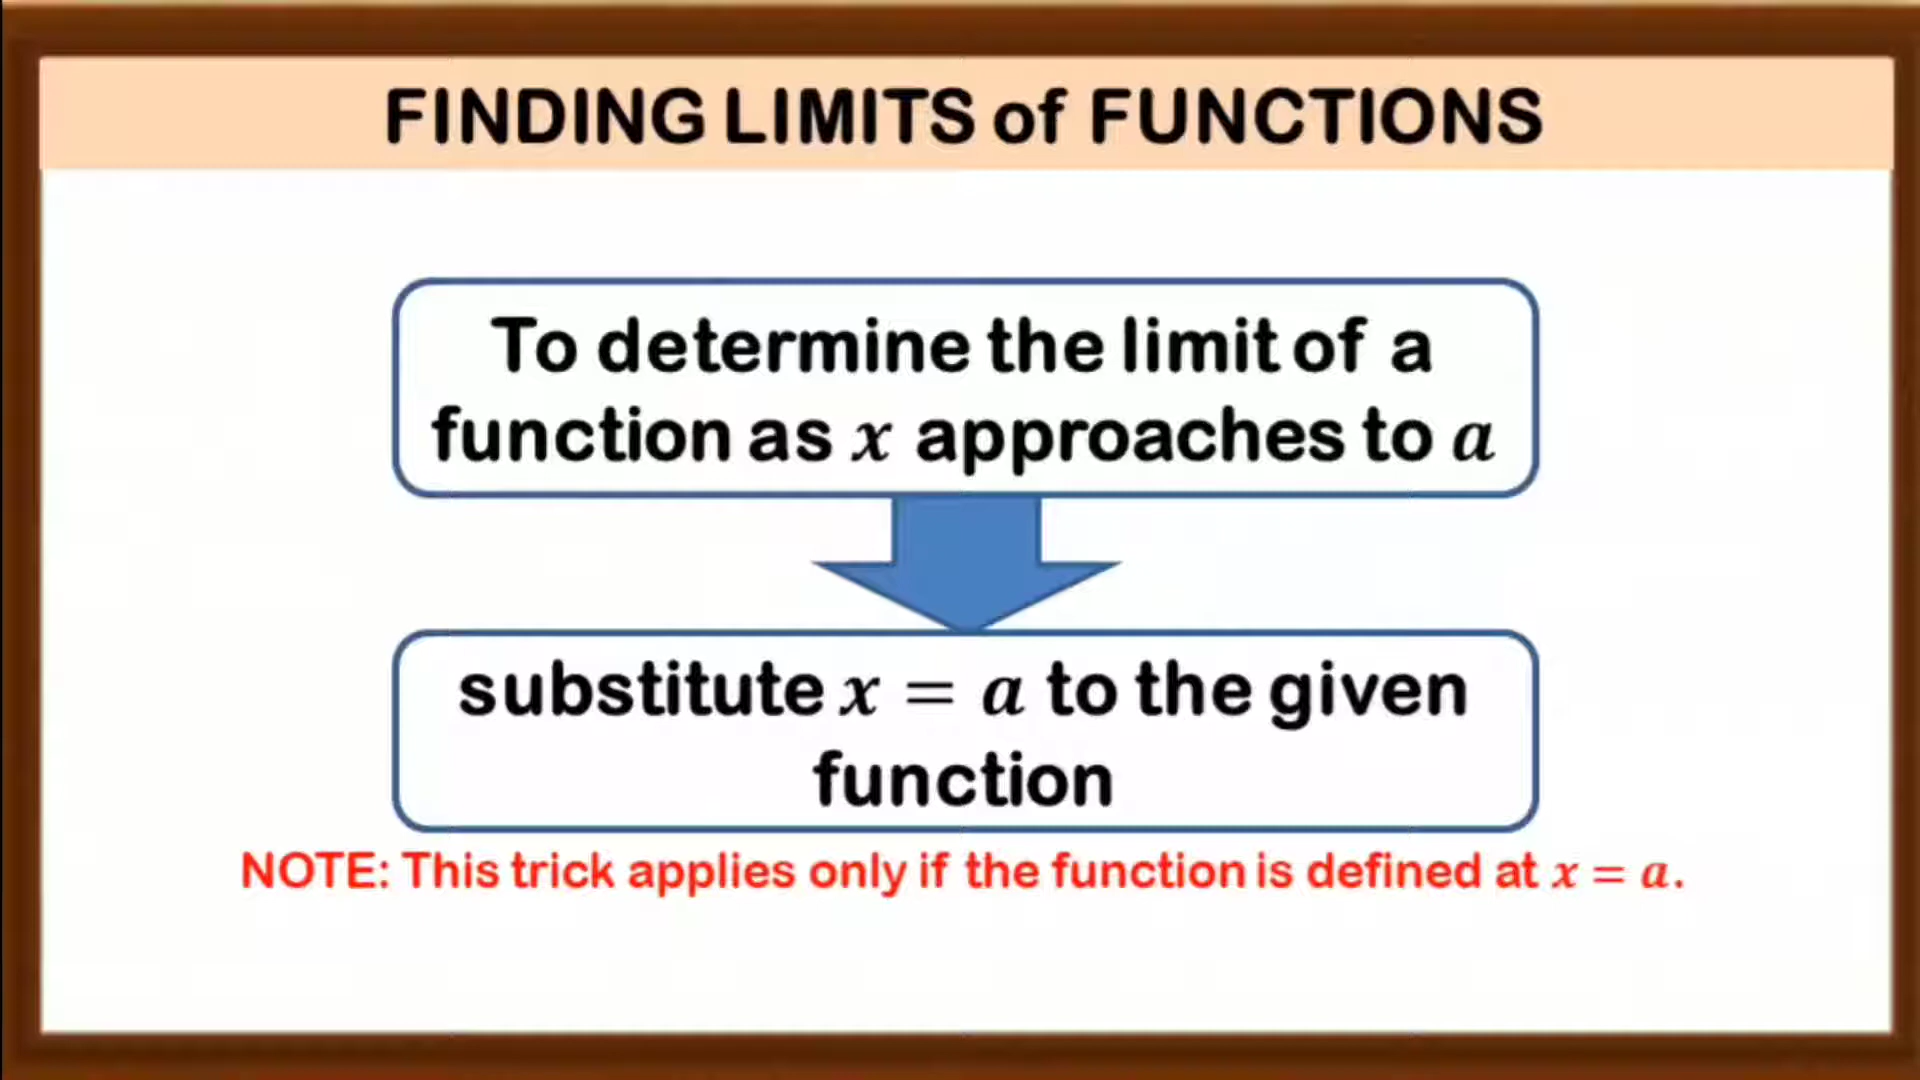 FINDING LIMITS of FUNCTIONS
To determine the limit of a
function as x approaches to a
substitute x = a to the given
function
NOTE: This trick applies only if the function is defined at x = a.